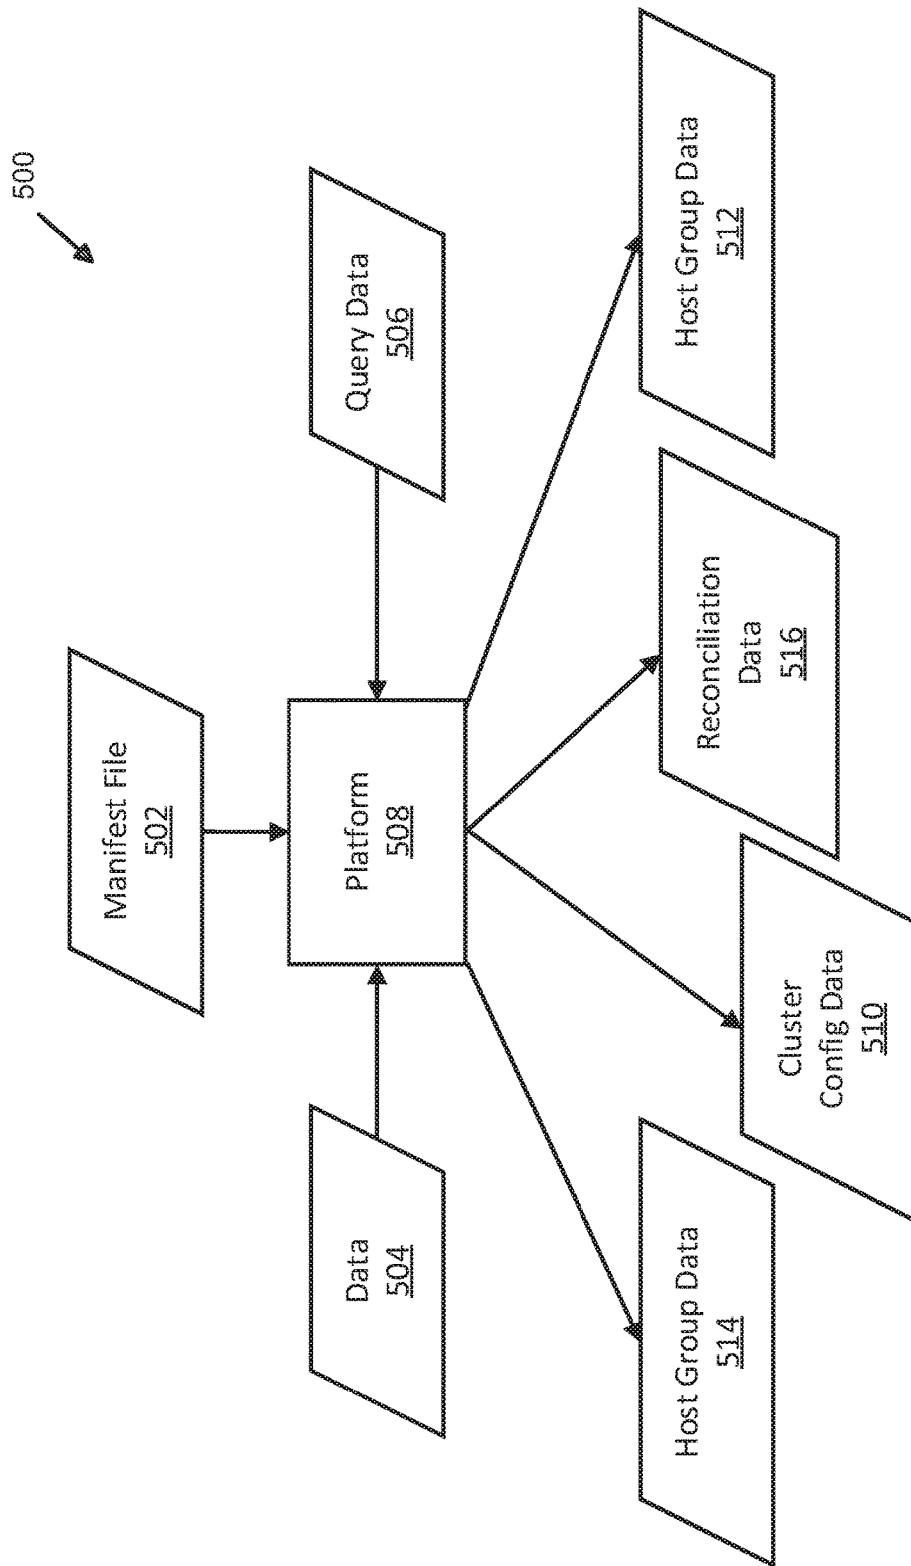 500
Manifest File
502
Data
504
Platform
508
Query Data
506
Host Group Data
514
Cluster
Config Data
510
Reconciliation
Data
516
Host Group Data
512